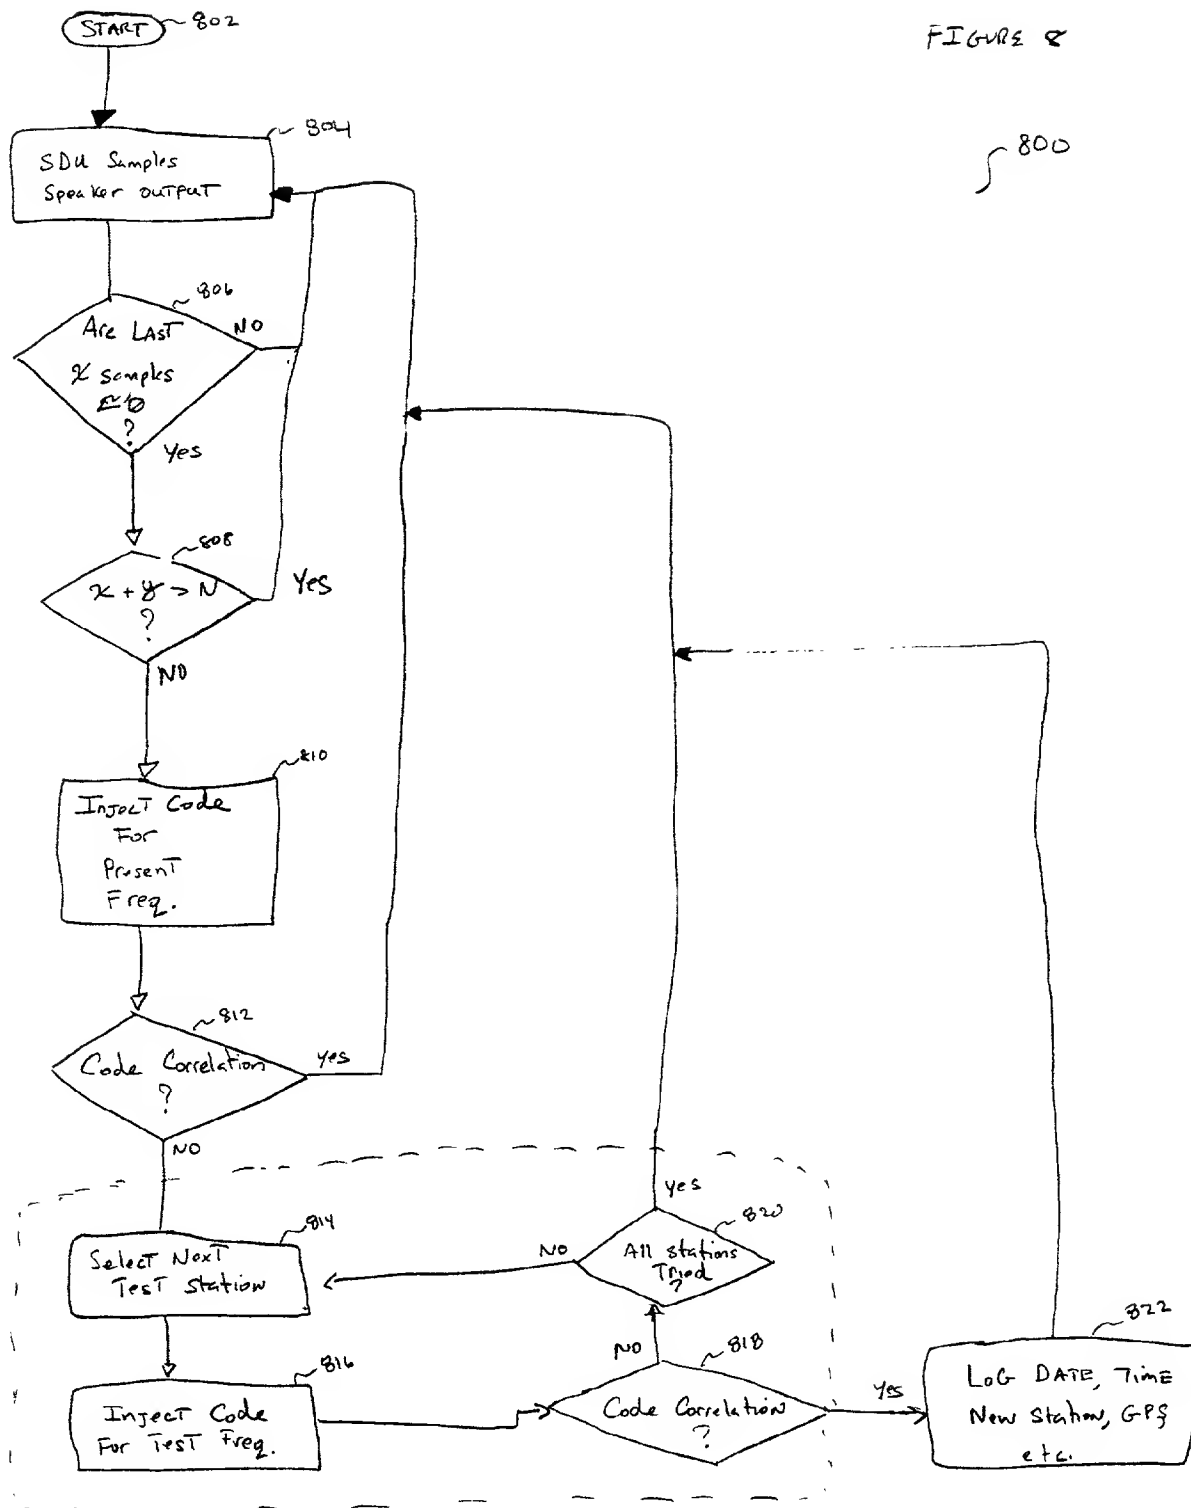 START
802
FIGURE 8
804
800
SDU Samples
Speaker OUTPUT
806
Are LAST
NO
x samples
≃0
?
Yes
808
x + y > N
?
Yes
NO
810
InjecT Code
For
PresenT
Freq.
812
Code Correlation
?
yes
NO
yes
820
814
NO
All Stations
Tried
?
SelecT NexT
TesT Station
818
NO
822
816
InjecT Code
For TesT Freq.
Code Correlation
?
Yes
LoG DATE, TimE
New Station, GPS
etc.